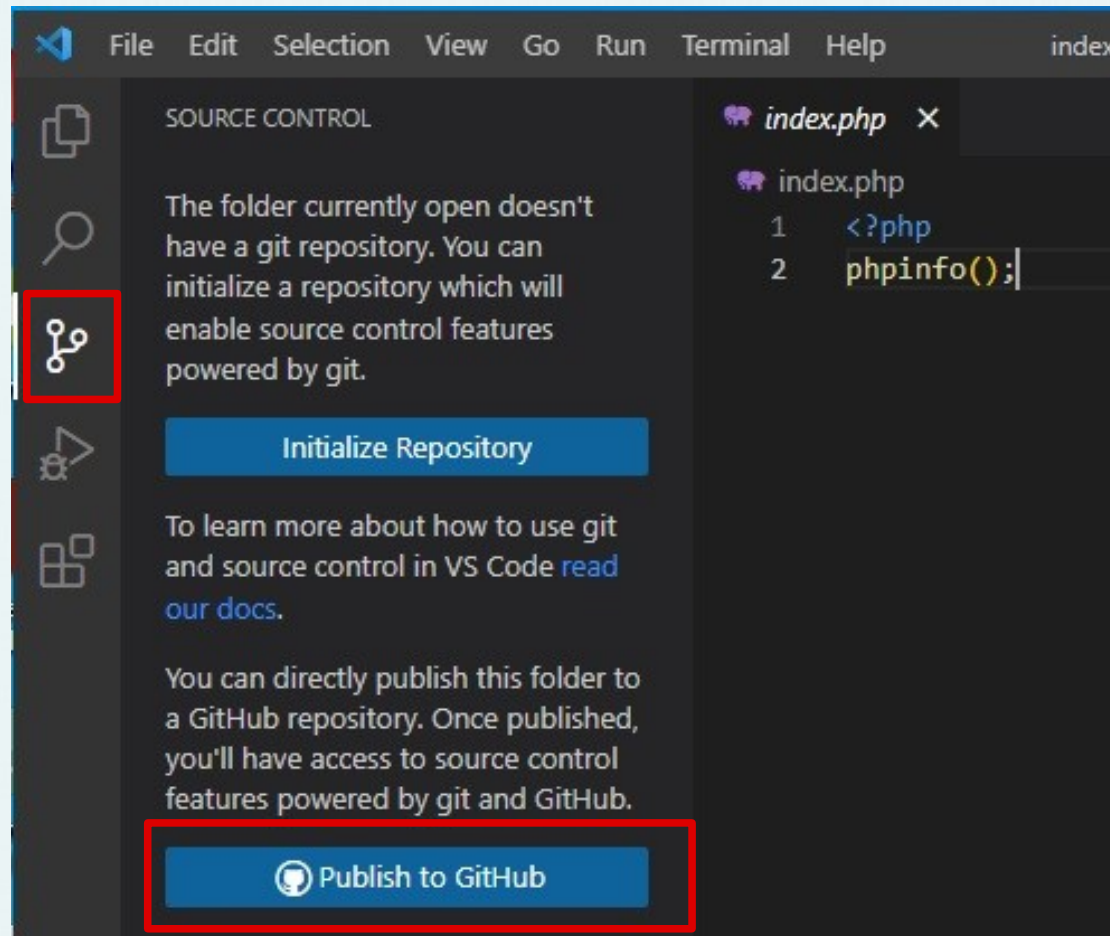 File Edit Selection View Go Run Terminal Help index
SOURCE CONTROL
The folder currently open doesn't
have a git repository. You can
initialize a repository which will
enable source control features
powered by git.
Initialize Repository
To learn more about how to use git
and source control in VS Code read
our docs.
You can directly publish this folder to
a GitHub repository. Once published,
you'll have access to source control
features powered by git and GitHub.
Publish to GitHub
index.php
index.php
1 <?php
2 phpinfo();